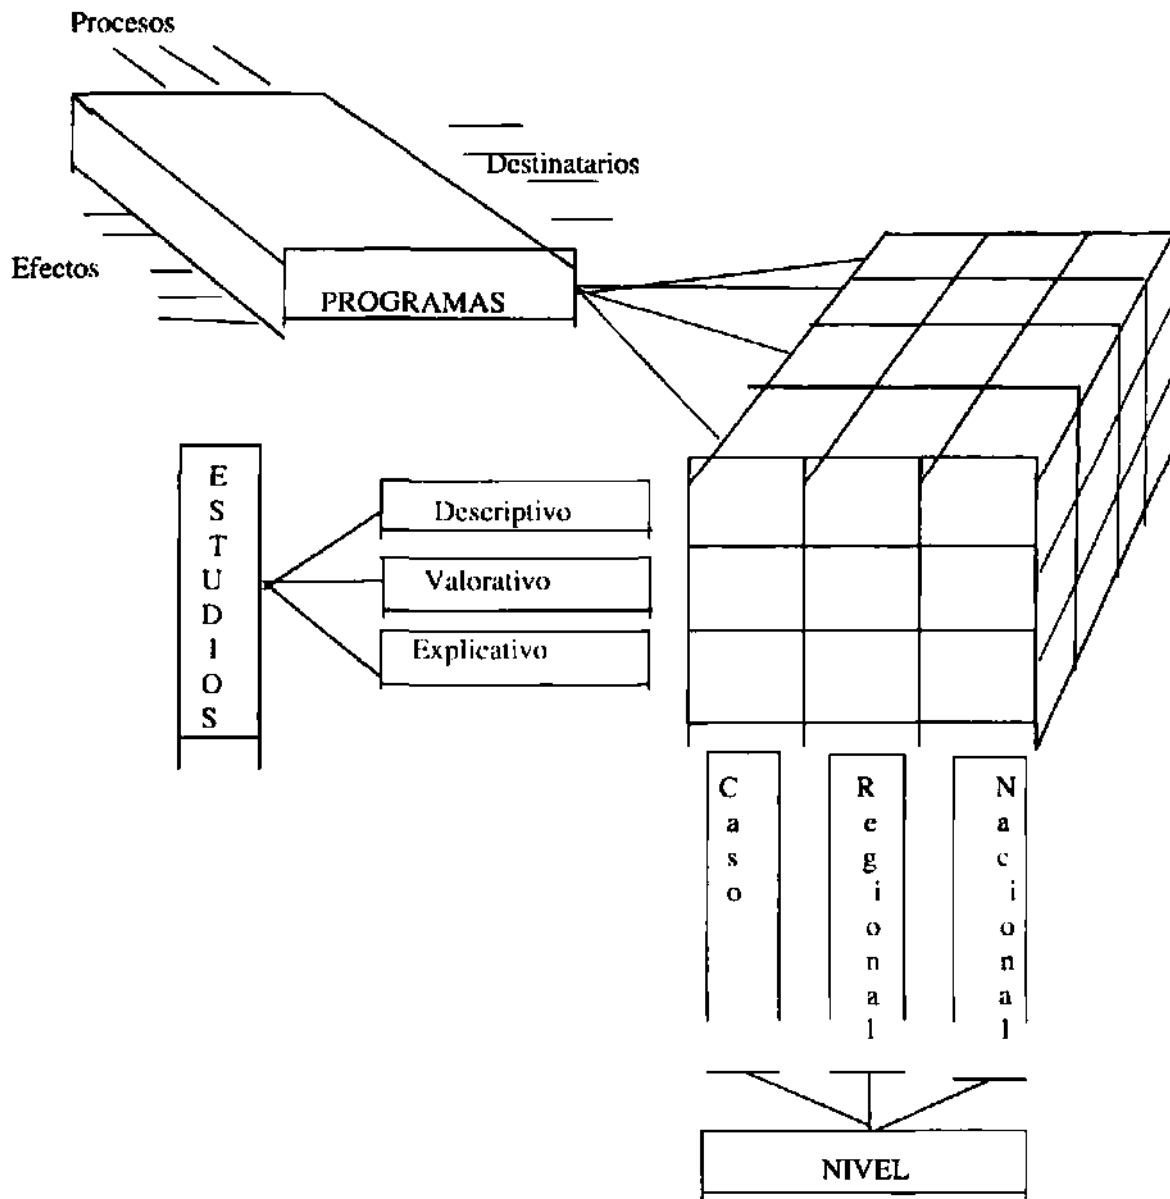 Procesos
Destinatarios
Efectos
PROGRAMAS
ESTUDIOS
Descriptivo
Valorativo
Explicativo
Caso
Regional
Nacional
NIVEL